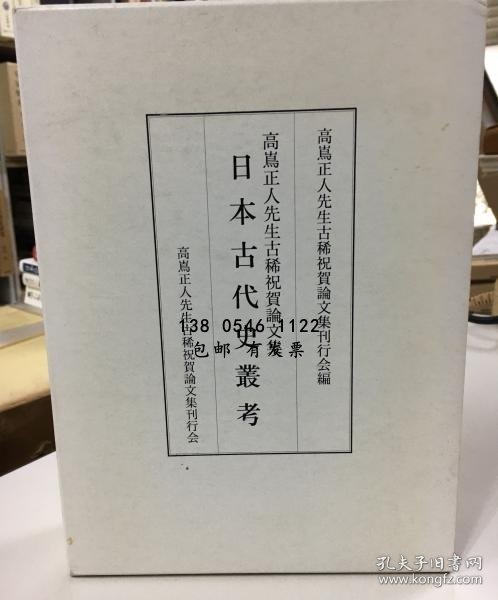 高嶌正人先生古稀祝賀論文集刊行会編
高嶌正人先生古稀祝賀論文集
日本古代史叢考
高嶌正人先生古稀祝賀論文集刊行会
138 0546 1122
包邮 有发票
孔夫子旧书网
www.kongfz.com